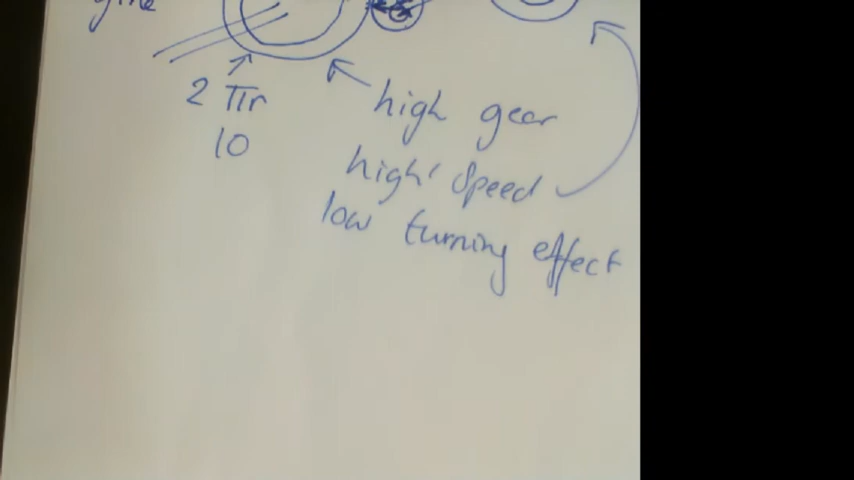 2 πr
10
high gear
high speed
low turning effect